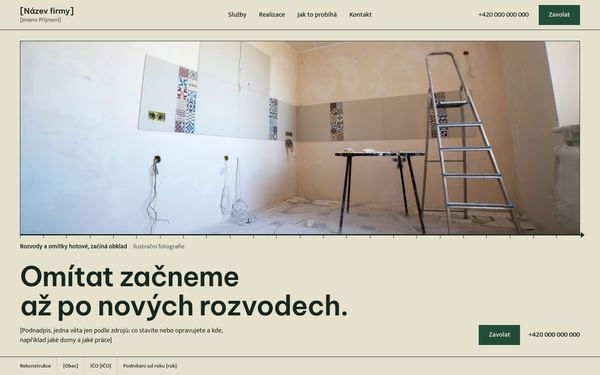 [Název firmy]
[Jméno Příjmení]
Služby
Realizace
Jak to probíhá
Kontakt
+420 000 000 000
Zavolat
Rozvody a omítky hotové, začíná obklad
ilustrační fotografie
Omítat začneme
až po nových rozvodech.
[Podnadpis, jedna věta jen podle zdrojů: co stavíte nebo opravujete a kde,
například jaké domy a jaké práce]
Zavolat
+420 000 000 000
Rekonstrukce
[Obec]
IČO [IČO]
Podnikání od roku [rok]